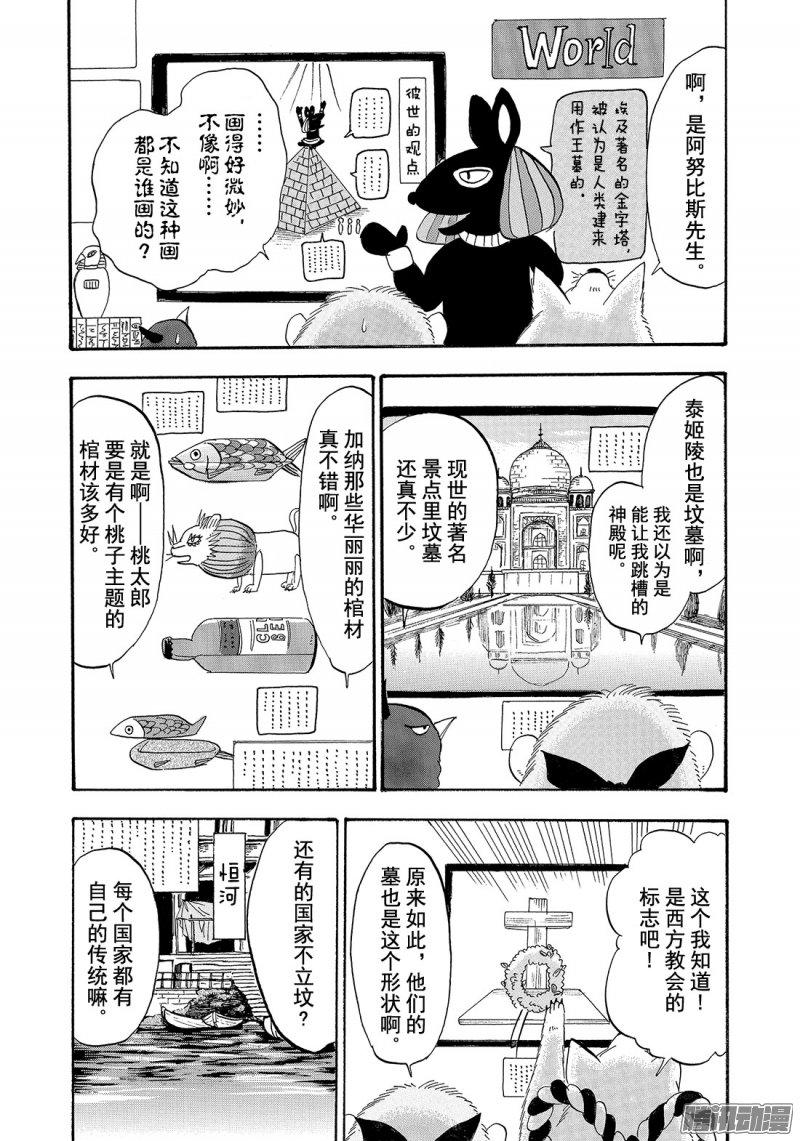 World
啊，是阿努比斯先生。
埃及著名的金字塔，
被认为是人类建来
用作王墓的．
彼世的观点
……
画得好微妙，
不像啊……
不知道这种画
都是谁画的？
泰姬陵也是坟墓啊，
我还以为是
能让我跳槽的
神殿呢。
现世的著名
景点里坟墓
还真不少。
加纳那些华丽丽的棺材
真不错啊。
就是啊——桃太郎
要是有个桃子主题的
棺材该多好。
这个我知道！
是西方教会的
标志吧！
原来如此，他们的
墓也是这个形状啊。
还有的国家不立坟？
恒河
每个国家都有
自己的传统嘛。
腾讯动漫